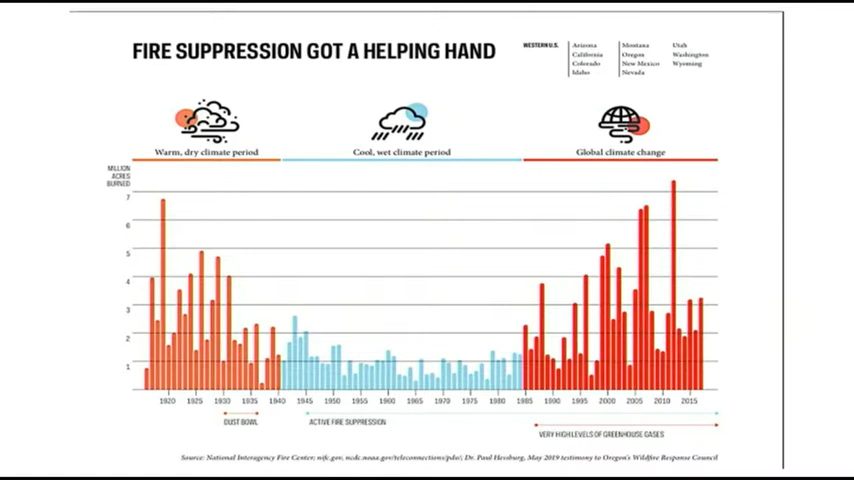 FIRE SUPPRESSION GOT A HELPING HAND
WESTERN U.S.
Arizona
California
Colorado
Idaho
Montana
Oregon
New Mexico
Nevada
Utah
Washington
Wyoming
Warm, dry climate period
Cool, wet climate period
Global climate change
MILLION
ACRES
BURNED
7
6
5
4
3
2
1
1920 1925 1930 1935 1940 1945 1950 1955 1960 1965 1970 1975 1980 1985 1990 1995 2000 2005 2010 2015
DUST BOWL
ACTIVE FIRE SUPPRESSION
VERY HIGH LEVELS OF GREENHOUSE GASES
Source: National Interagency Fire Center; nifc.gov, ncdc.noaa.gov/teleconnections/pdo/; Dr. Paul Hessburg, May 2019 testimony to Oregon's Wildfire Response Council